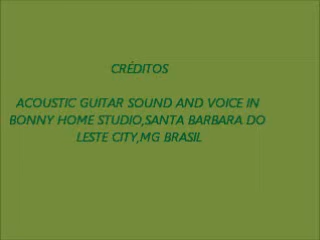 CRÉDITOS
ACOUSTIC GUITAR SOUND AND VOICE IN
BONNY HOME STUDIO,SANTA BARBARA DO
LESTE CITY,MG BRASIL